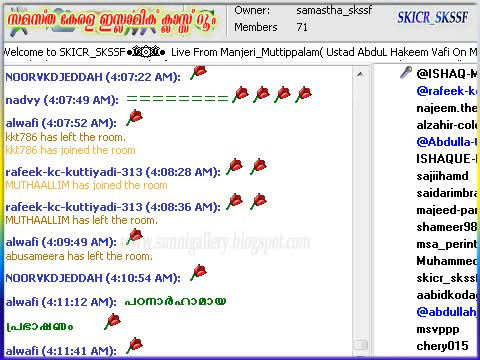 സമസ്ത കേരള ഇസ്ലാമിക് ക്ലാസ്സ് റൂം
Owner: samastha_skssf
Members 71
SKICR_SKSSF
Welcome to SKICR_SKSSF Live From Manjeri_Muttippalam( Ustad AbduL Hakeem Vafi On M
NOORVKDJEDDAH (4:07:22 AM):
nadvy (4:07:49 AM): =========
alwafi (4:07:52 AM):
kkt786 has left the room.
kkt786 has joined the room
rafeek-kc-kuttiyadi-313 (4:08:28 AM):
MUTHAALLIM has joined the room
rafeek-kc-kuttiyadi-313 (4:08:36 AM):
MUTHAALLIM has left the room.
alwafi (4:09:49 AM):
www.sunnigallery.blogspot.com
abusameera has left the room.
NOORVKDJEDDAH (4:10:54 AM):
alwafi (4:11:12 AM): പഠനാർഹാമായ
പ്രഭാഷണം
alwafi (4:11:41 AM):
@ISHAQ-M
@rafeek-k
najeem.the
alzahir-colo
@Abdulla-U
ISHAQUE-
sajiihamd
saidarimbra
majeed-pan
shameer98
msa_perint
Muhammed
skicr_skssf
aabidkodag
@abdullah
msvppp
chery015